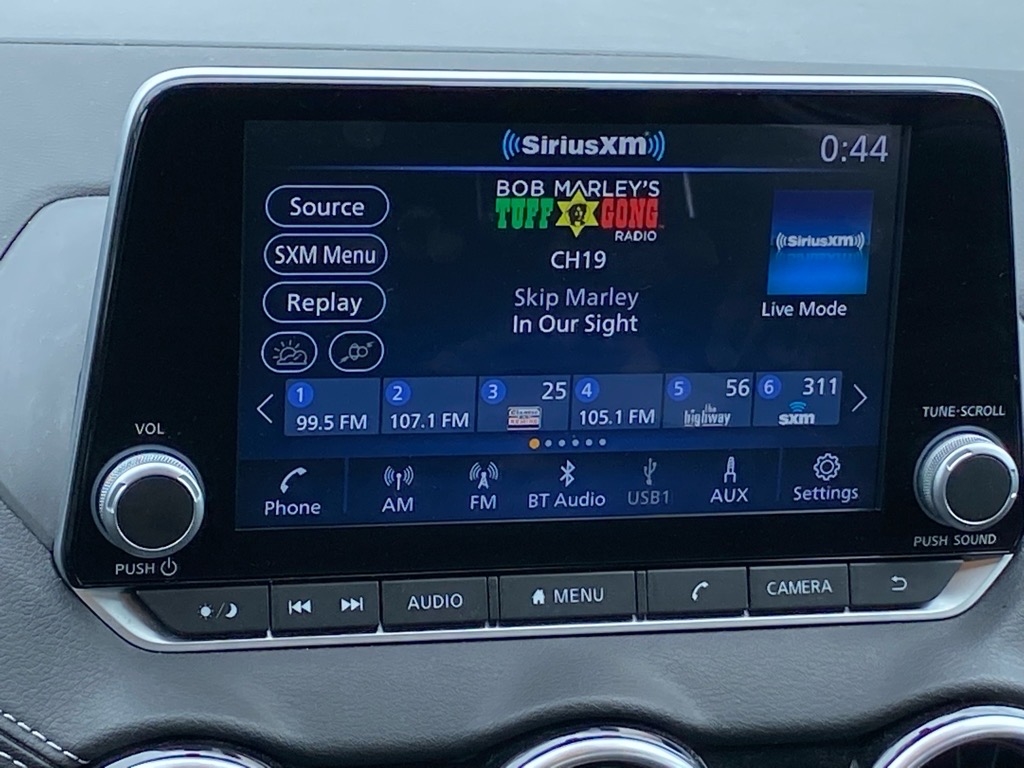 SiriusXM
0:44
Source
SXM Menu
Replay
BOB MARLEY'S
TUFF GONG
RADIO
CH19
Skip Marley
In Our Sight
SiriusXM
Live Mode
1
99.5 FM
2
107.1 FM
3
25
4
105.1 FM
5
56
the
highway
6
311
sxm
Phone
AM
FM
BT Audio
USB1
AUX
Settings
VOL
PUSH
TUNE·SCROLL
PUSH SOUND
AUDIO
MENU
CAMERA